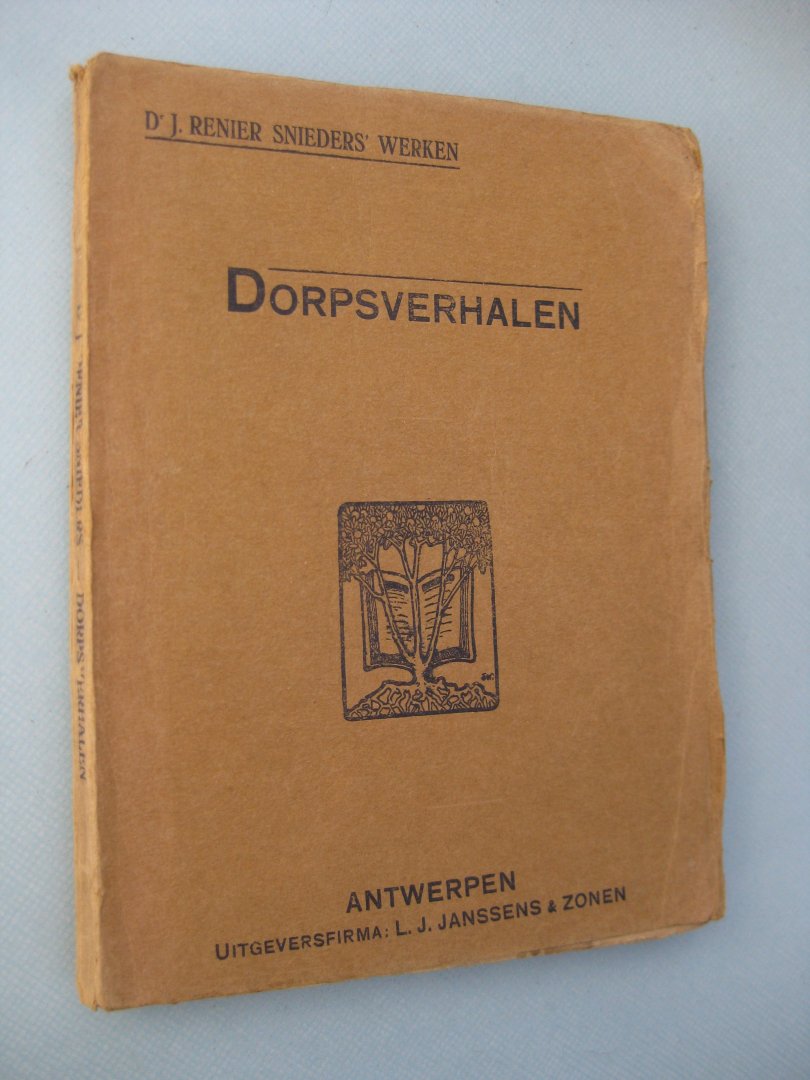 Dr J. RENIER SNIEDERS' WERKEN
DORPSVERHALEN
ANTWERPEN
UITGEVERSFIRMA: L. J. JANSSENS & ZONEN